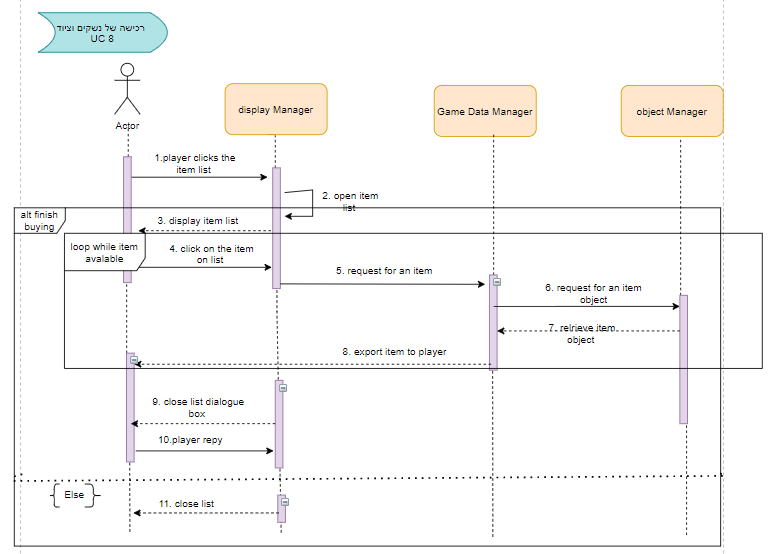 רכישה של נשקים וציוד
UC 8
Actor
display Manager
Game Data Manager
object Manager
1.player clicks the
item list
2. open item
list
alt finish
buying
3. display item list
loop while item
avalable
4. click on the item
on list
5. request for an item
6. request for an item
object
7. relrieve item
object
8. export item to player
9. close list dialogue
box
10.player repy
Else
11. close list